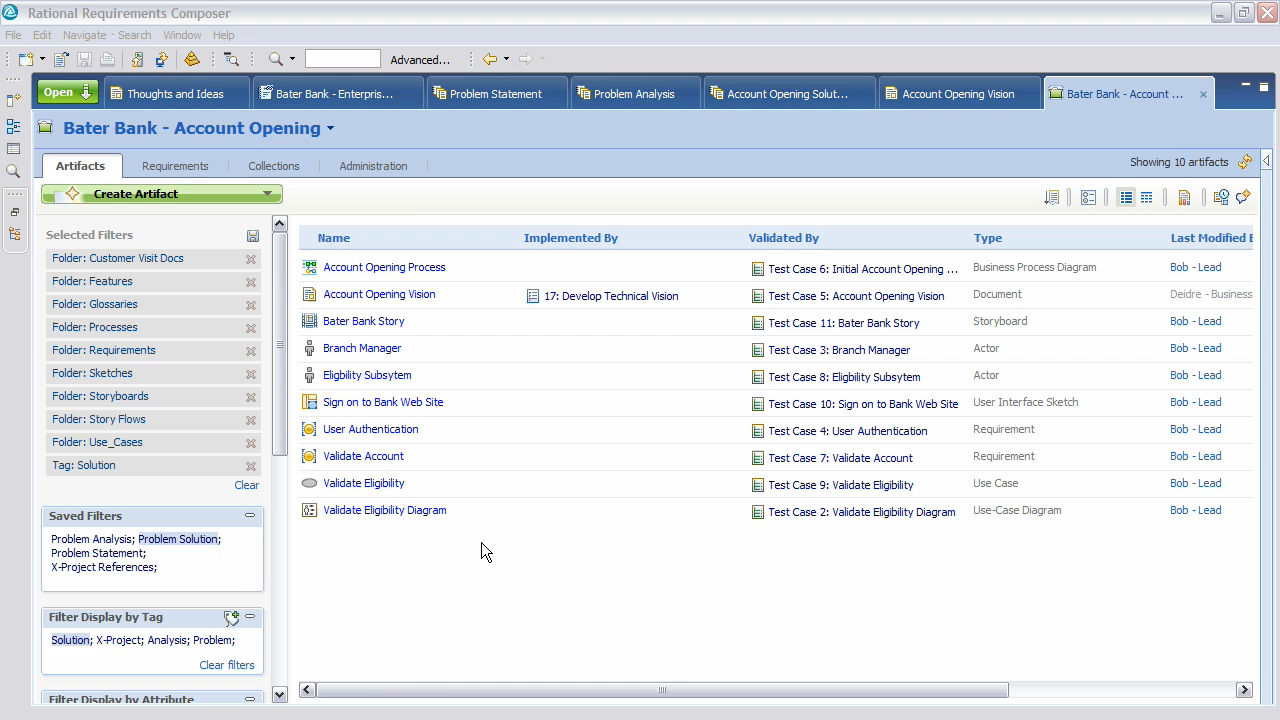 Rational Requirements Composer
File Edit Navigate Search Window Help
Advanced...
Open Thoughts and Ideas Bater Bank - Enterpris... Problem Statement Problem Analysis Account Opening Solut... Account Opening Vision Bater Bank - Account ...
Bater Bank - Account Opening
Artifacts Requirements Collections Administration Showing 10 artifacts
Create Artifact
Selected Filters
Folder: Customer Visit Docs
Folder: Features
Folder: Glossaries
Folder: Processes
Folder: Requirements
Folder: Sketches
Folder: Storyboards
Folder: Story Flows
Folder: Use_Cases
Tag: Solution
Clear
Saved Filters
Problem Analysis; Problem Solution;
Problem Statement;
X-Project References;
Filter Display by Tag
Solution; X-Project; Analysis; Problem;
Clear filters
Filter Display by Attribute
Name Implemented By Validated By Type Last Modified B
Account Opening Process Test Case 6: Initial Account Opening ... Business Process Diagram Bob - Lead
Account Opening Vision 17: Develop Technical Vision Test Case 5: Account Opening Vision Document Deidre - Business
Bater Bank Story Test Case 11: Bater Bank Story Storyboard Bob - Lead
Branch Manager Test Case 3: Branch Manager Actor Bob - Lead
Eligbility Subsytem Test Case 8: Eligbility Subsytem Actor Bob - Lead
Sign on to Bank Web Site Test Case 10: Sign on to Bank Web Site User Interface Sketch Bob - Lead
User Authentication Test Case 4: User Authentication Requirement Bob - Lead
Validate Account Test Case 7: Validate Account Requirement Bob - Lead
Validate Eligibility Test Case 9: Validate Eligibility Use Case Bob - Lead
Validate Eligibility Diagram Test Case 2: Validate Eligibility Diagram Use-Case Diagram Bob - Lead